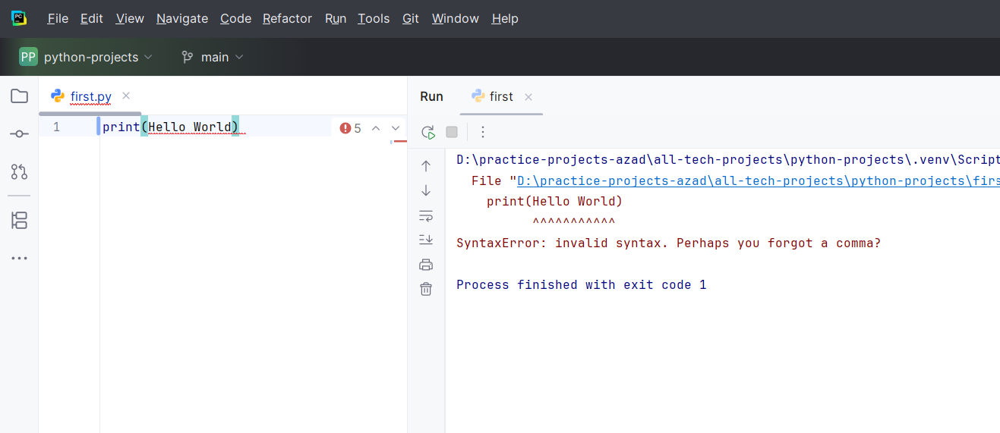 PC
File Edit View Navigate Code Refactor Run Tools Git Window Help
PP python-projects main
first.py
1 print(Hello World)
5
Run first
D:\practice-projects-azad\all-tech-projects\python-projects\.venv\Script
File "D:\practice-projects-azad\all-tech-projects\python-projects\firs
print(Hello World)
^^^^^^^^^^^
SyntaxError: invalid syntax. Perhaps you forgot a comma?
Process finished with exit code 1